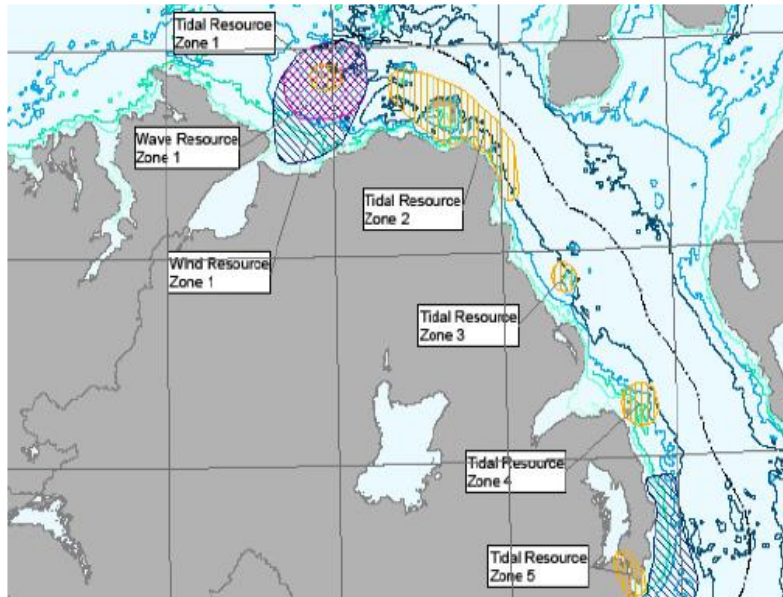 Tidal Resource
Zone 1
Wave Resource
Zone 1
Tidal Resource
Zone 2
Wind Resource
Zone 1
Tidal Resource
Zone 3
Tidal Resource
Zone 4
Tidal Resource
Zone 5